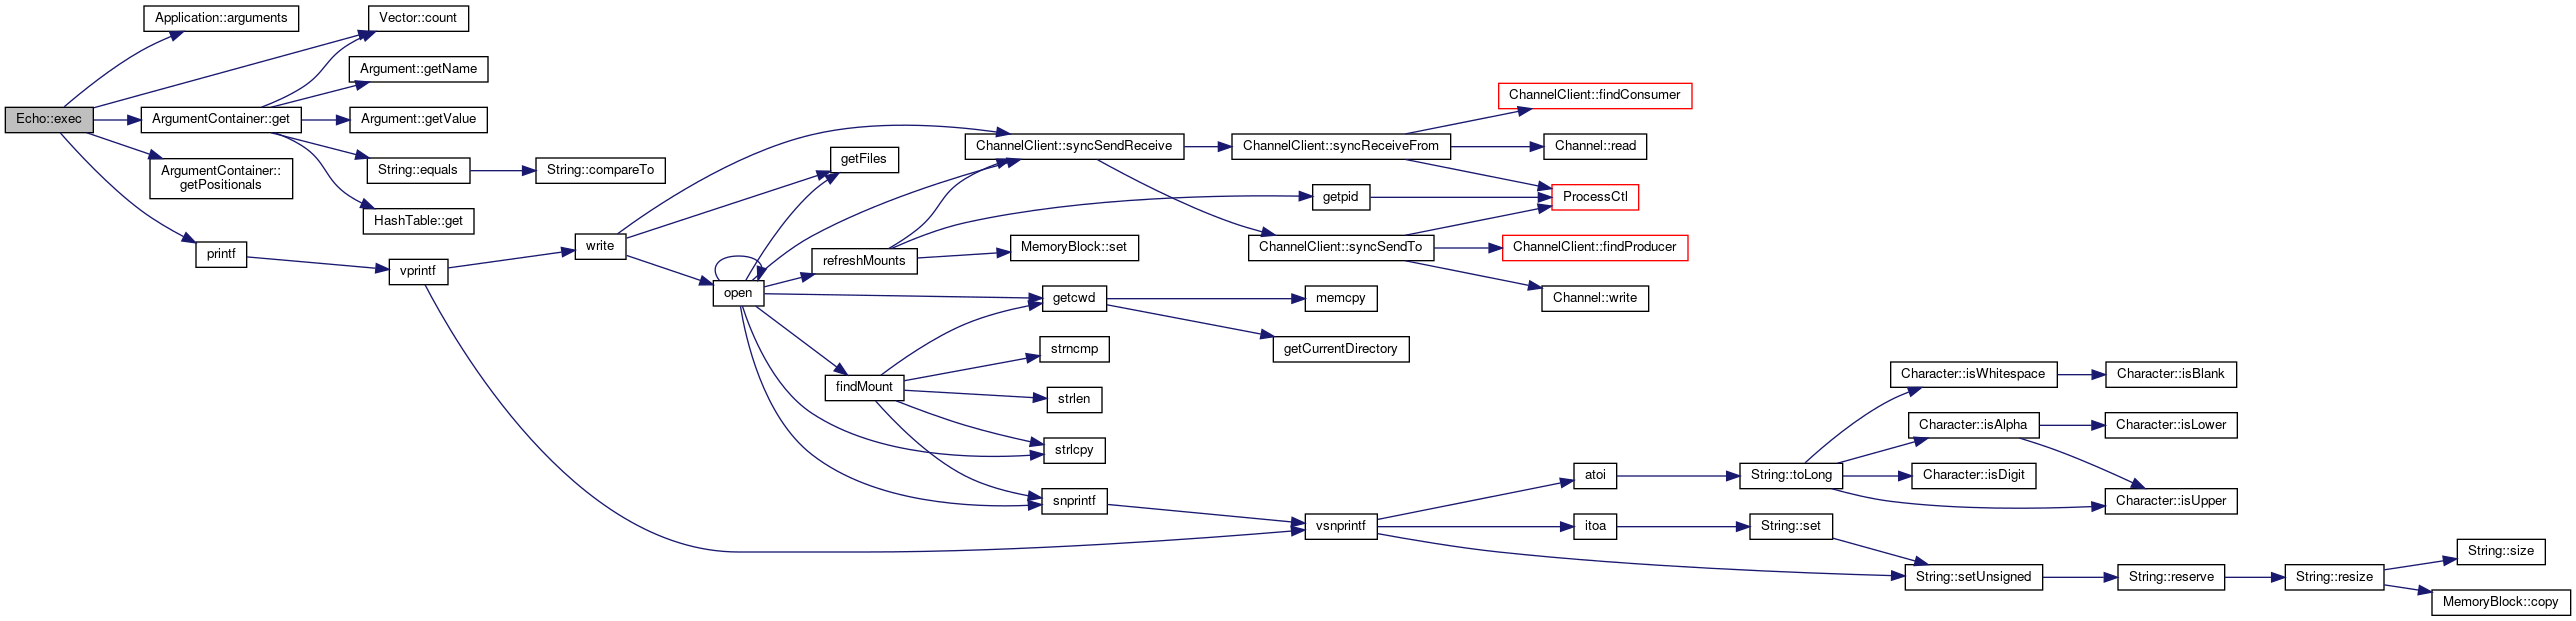 Echo::exec
Application::arguments
Vector::count
Argument::getName
ArgumentContainer::get
Argument::getValue
String::equals
String::compareTo
ArgumentContainer::
getPositionals
HashTable::get
printf
vprintf
write
getFiles
open
refreshMounts
findMount
ChannelClient::syncSendReceive
MemoryBlock::set
getcwd
strncmp
strlen
strlcpy
snprintf
ChannelClient::syncReceiveFrom
getpid
ChannelClient::syncSendTo
memcpy
getCurrentDirectory
vsnprintf
ChannelClient::findConsumer
Channel::read
ProcessCtl
ChannelClient::findProducer
Channel::write
atoi
itoa
String::toLong
String::set
Character::isWhitespace
Character::isAlpha
Character::isDigit
String::setUnsigned
Character::isBlank
Character::isLower
Character::isUpper
String::reserve
String::resize
String::size
MemoryBlock::copy